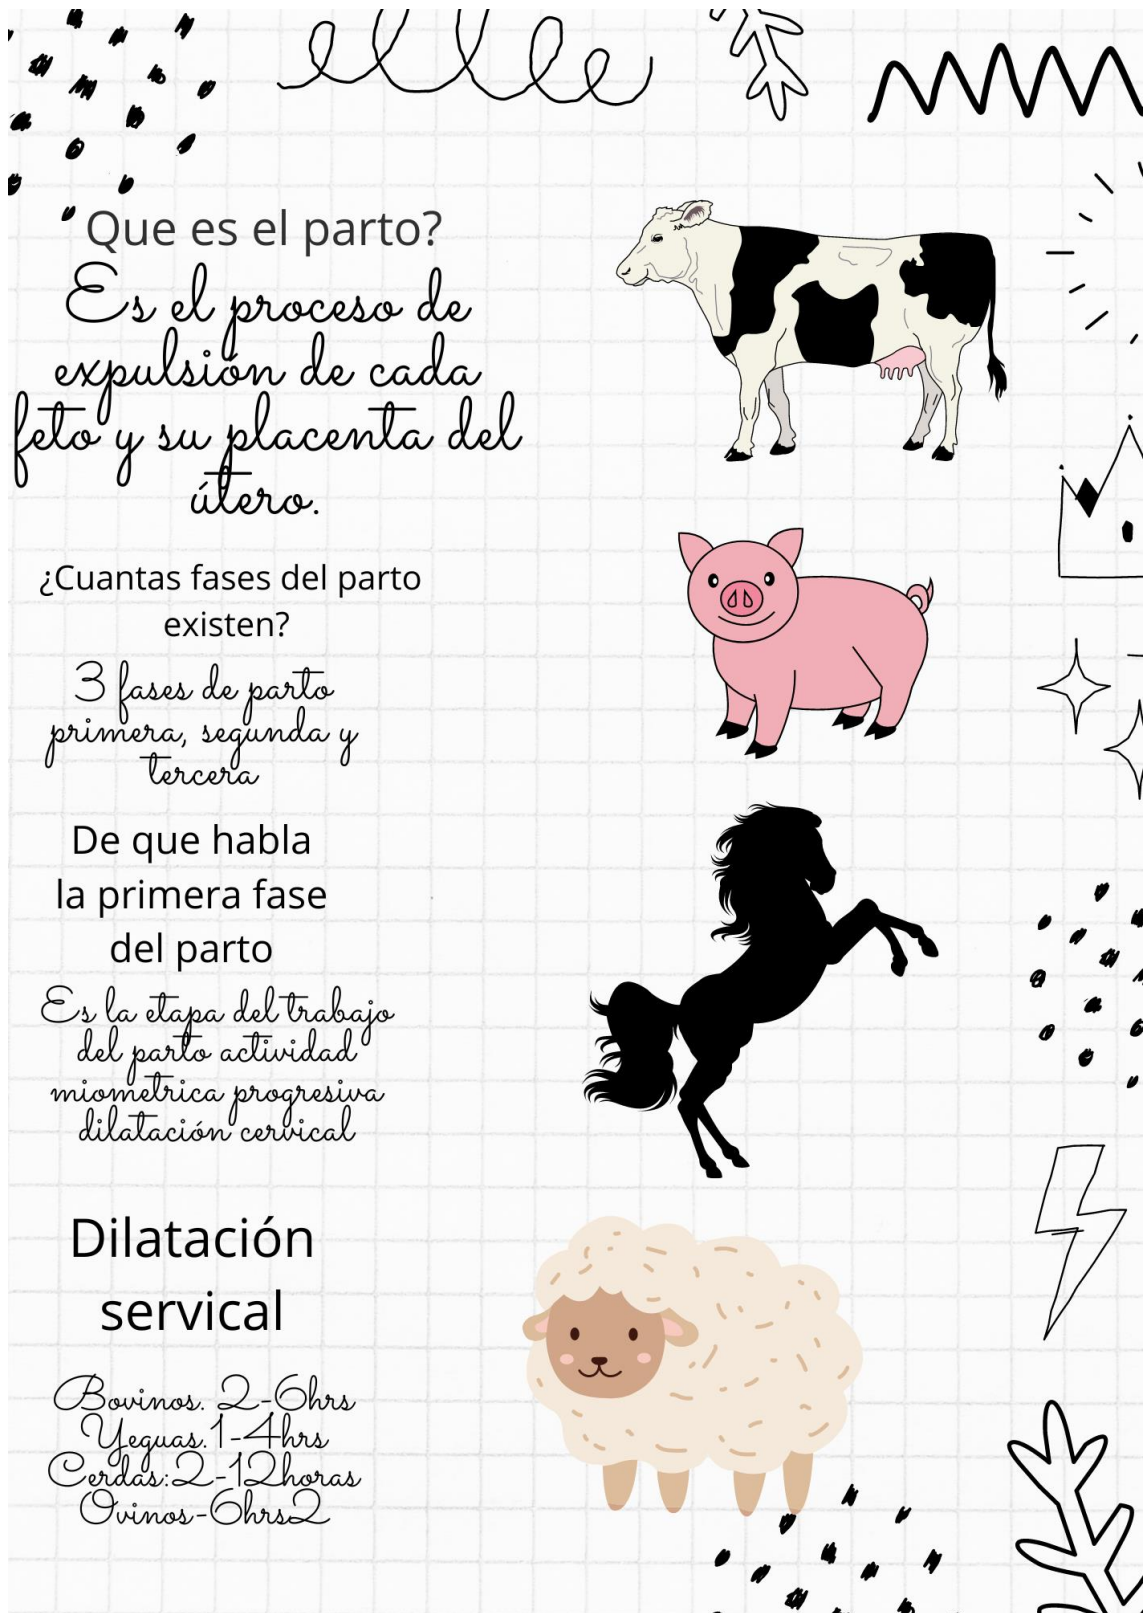 Que es el parto?
Es el proceso de
expulsión de cada
feto y su placenta del
útero.
¿Cuantas fases del parto
existen?
3 fases de parto
primera, segunda y
tercera
De que habla
la primera fase
del parto
Es la etapa del trabajo
del parto actividad
miometrica progresiva
dilatación cervical
Dilatación
servical
Bovinos. 2-6hrs
Yeguas.1-4hrs
Cerdas:2-12horas
Ovinos-6hrs2